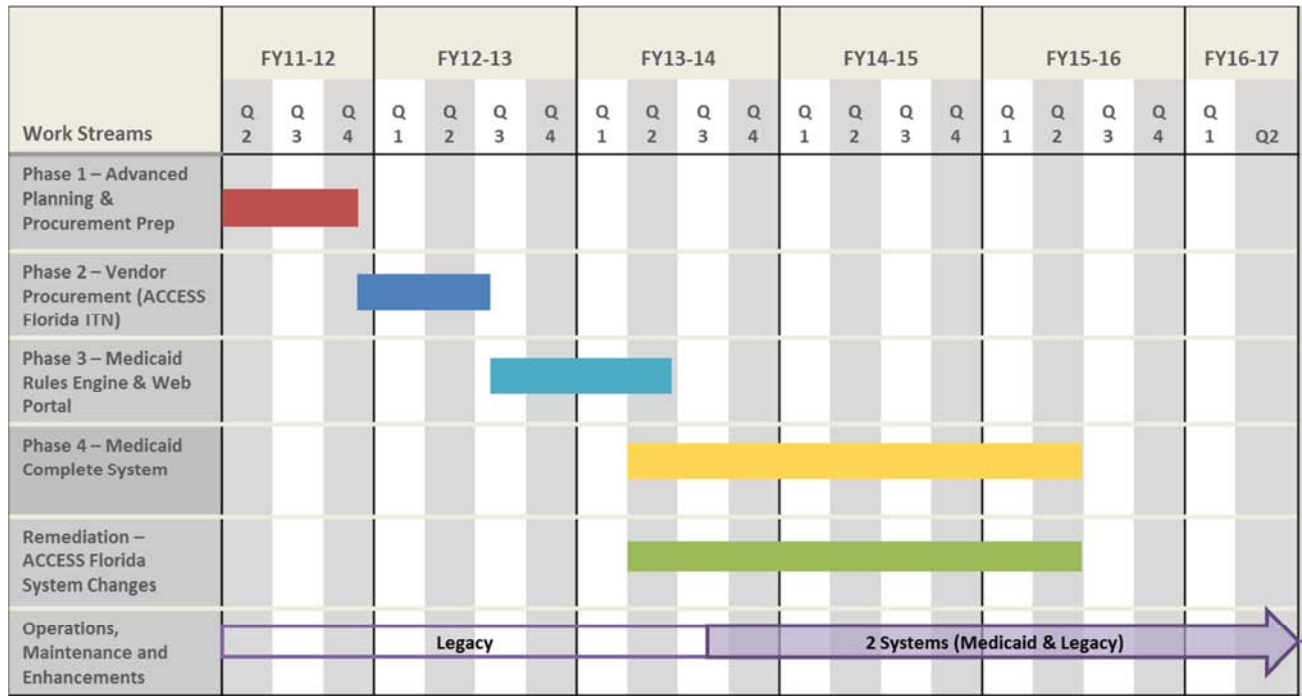 FY11-12 FY12-13 FY13-14 FY14-15 FY15-16 FY16-17
Work Streams
Q Q Q Q Q Q Q Q Q Q Q Q Q Q Q Q Q Q Q Q
2 3 4 1 2 3 4 1 2 3 4 1 2 3 4 1 2 3 4 1 Q2
Phase 1 – Advanced
Planning &
Procurement Prep
Phase 2 – Vendor
Procurement (ACCESS
Florida ITN)
Phase 3 – Medicaid
Rules Engine & Web
Portal
Phase 4 – Medicaid
Complete System
Remediation –
ACCESS Florida
System Changes
Operations,
Maintenance and
Enhancements
Legacy
2 Systems (Medicaid & Legacy)